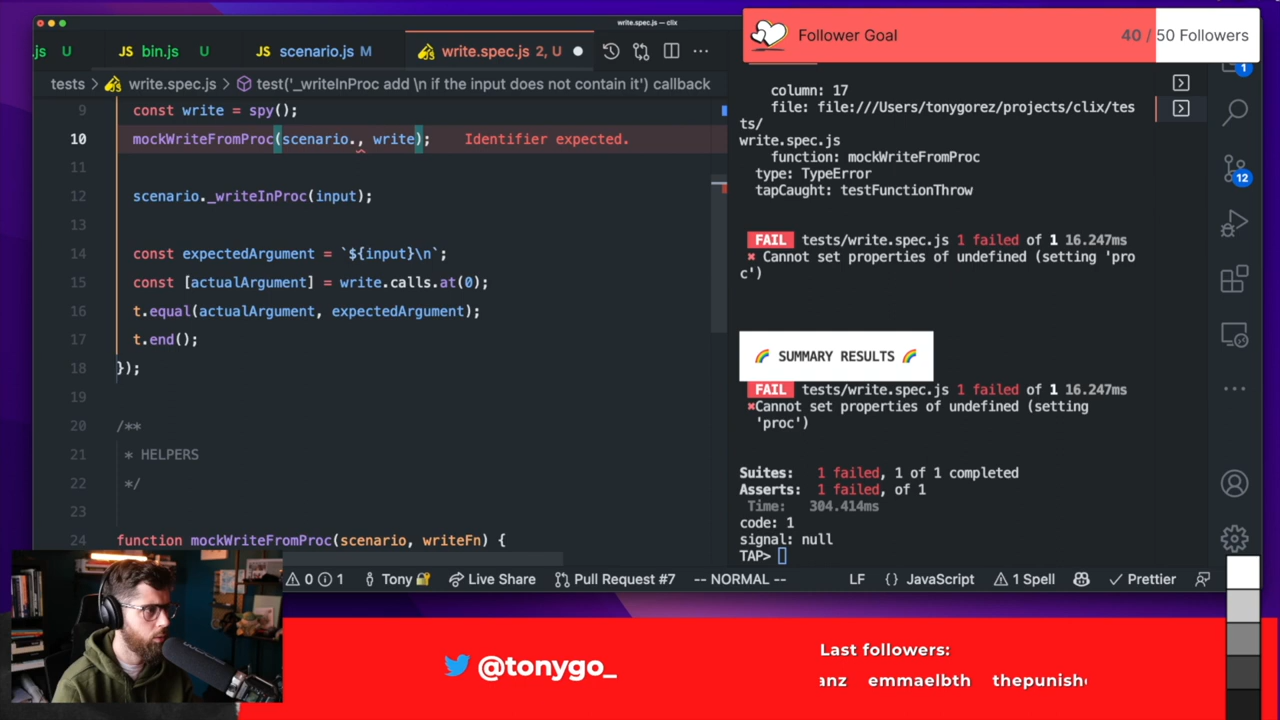 write.spec.js — clix
Follower Goal
40 / 50 Followers
.js U
JS bin.js U
JS scenario.js M
write.spec.js 2, U
tests > write.spec.js > test('_writeInProc add \n if the input does not contain it') callback
9 const write = spy();
10 mockWriteFromProc(scenario., write); Identifier expected.
11
12 scenario._writeInProc(input);
13
14 const expectedArgument = `${input}\n`;
15 const [actualArgument] = write.calls.at(0);
16 t.equal(actualArgument, expectedArgument);
17 t.end();
18 });
19
20 /**
21 * HELPERS
22 */
23
24 function mockWriteFromProc(scenario, writeFn) {
column: 17
file: file:///Users/tonygorez/projects/clix/tes
ts/
write.spec.js
function: mockWriteFromProc
type: TypeError
tapCaught: testFunctionThrow
FAIL tests/write.spec.js 1 failed of 1 16.247ms
✖ Cannot set properties of undefined (setting 'pro
c')
🌈 SUMMARY RESULTS 🌈
FAIL tests/write.spec.js 1 failed of 1 16.247ms
✖Cannot set properties of undefined (setting
'proc')
Suites: 1 failed, 1 of 1 completed
Asserts: 1 failed, of 1
Time: 304.414ms
code: 1
signal: null
TAP>
1
12
0 1 Tony Live Share Pull Request #7 -- NORMAL -- LF {} JavaScript 1 Spell Prettier
@tonygo_
Last followers:
anz emmaelbth thepunish